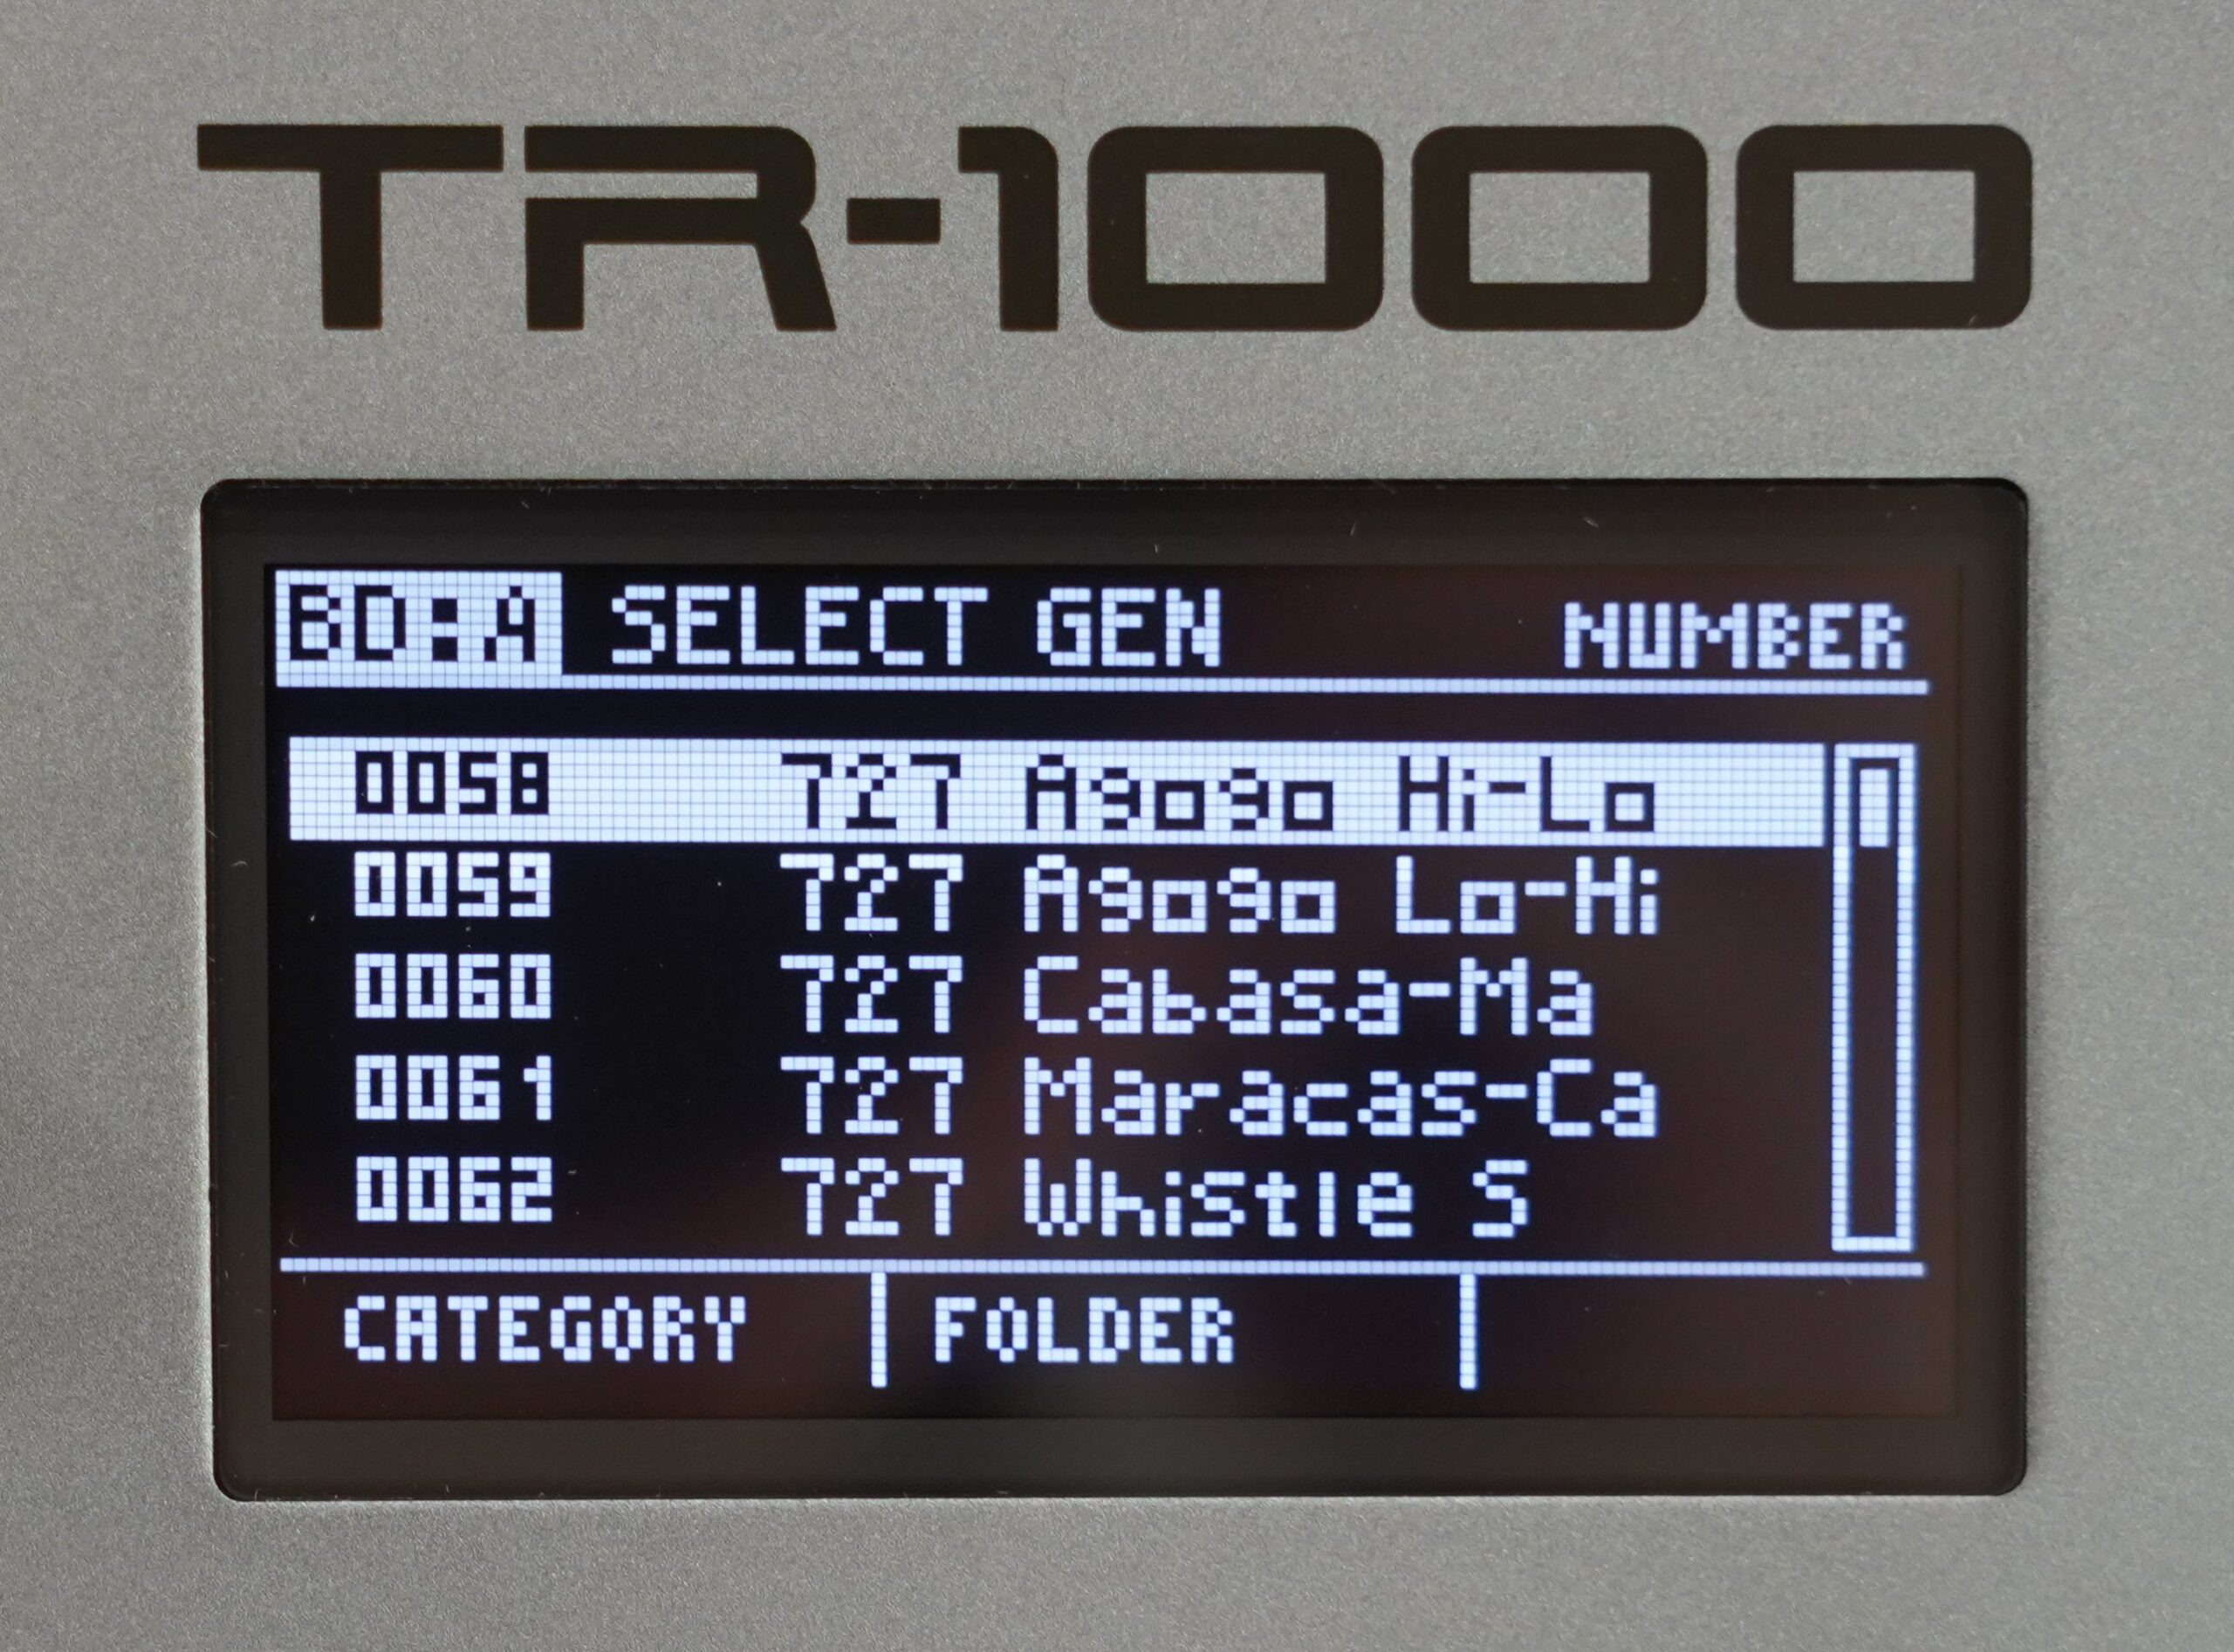 TR-1000
BD:A SELECT GEN NUMBER
0058 727 Agogo Hi-Lo
0059 727 Agogo Lo-Hi
0060 727 Cabasa-Ma
0061 727 Maracas-Ca
0062 727 Whistle S
CATEGORY FOLDER